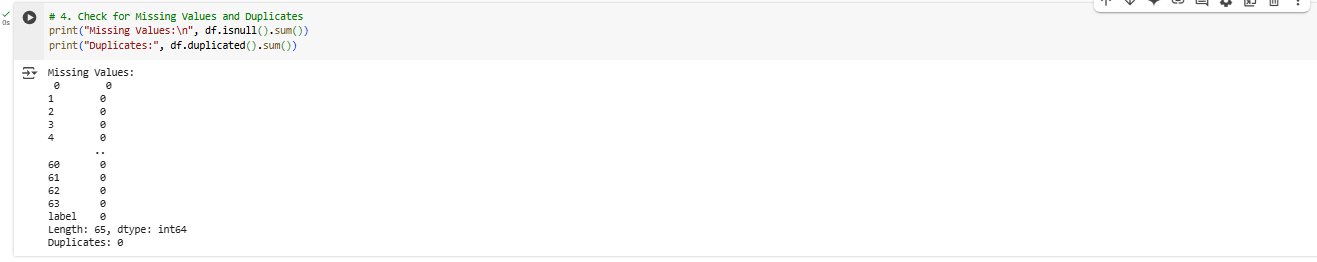 0s
# 4. Check for Missing Values and Duplicates
print("Missing Values:\n", df.isnull().sum())
print("Duplicates:", df.duplicated().sum())
Missing Values:
 0       0
1       0
2       0
3       0
4       0
       ..
60      0
61      0
62      0
63      0
label   0
Length: 65, dtype: int64
Duplicates: 0